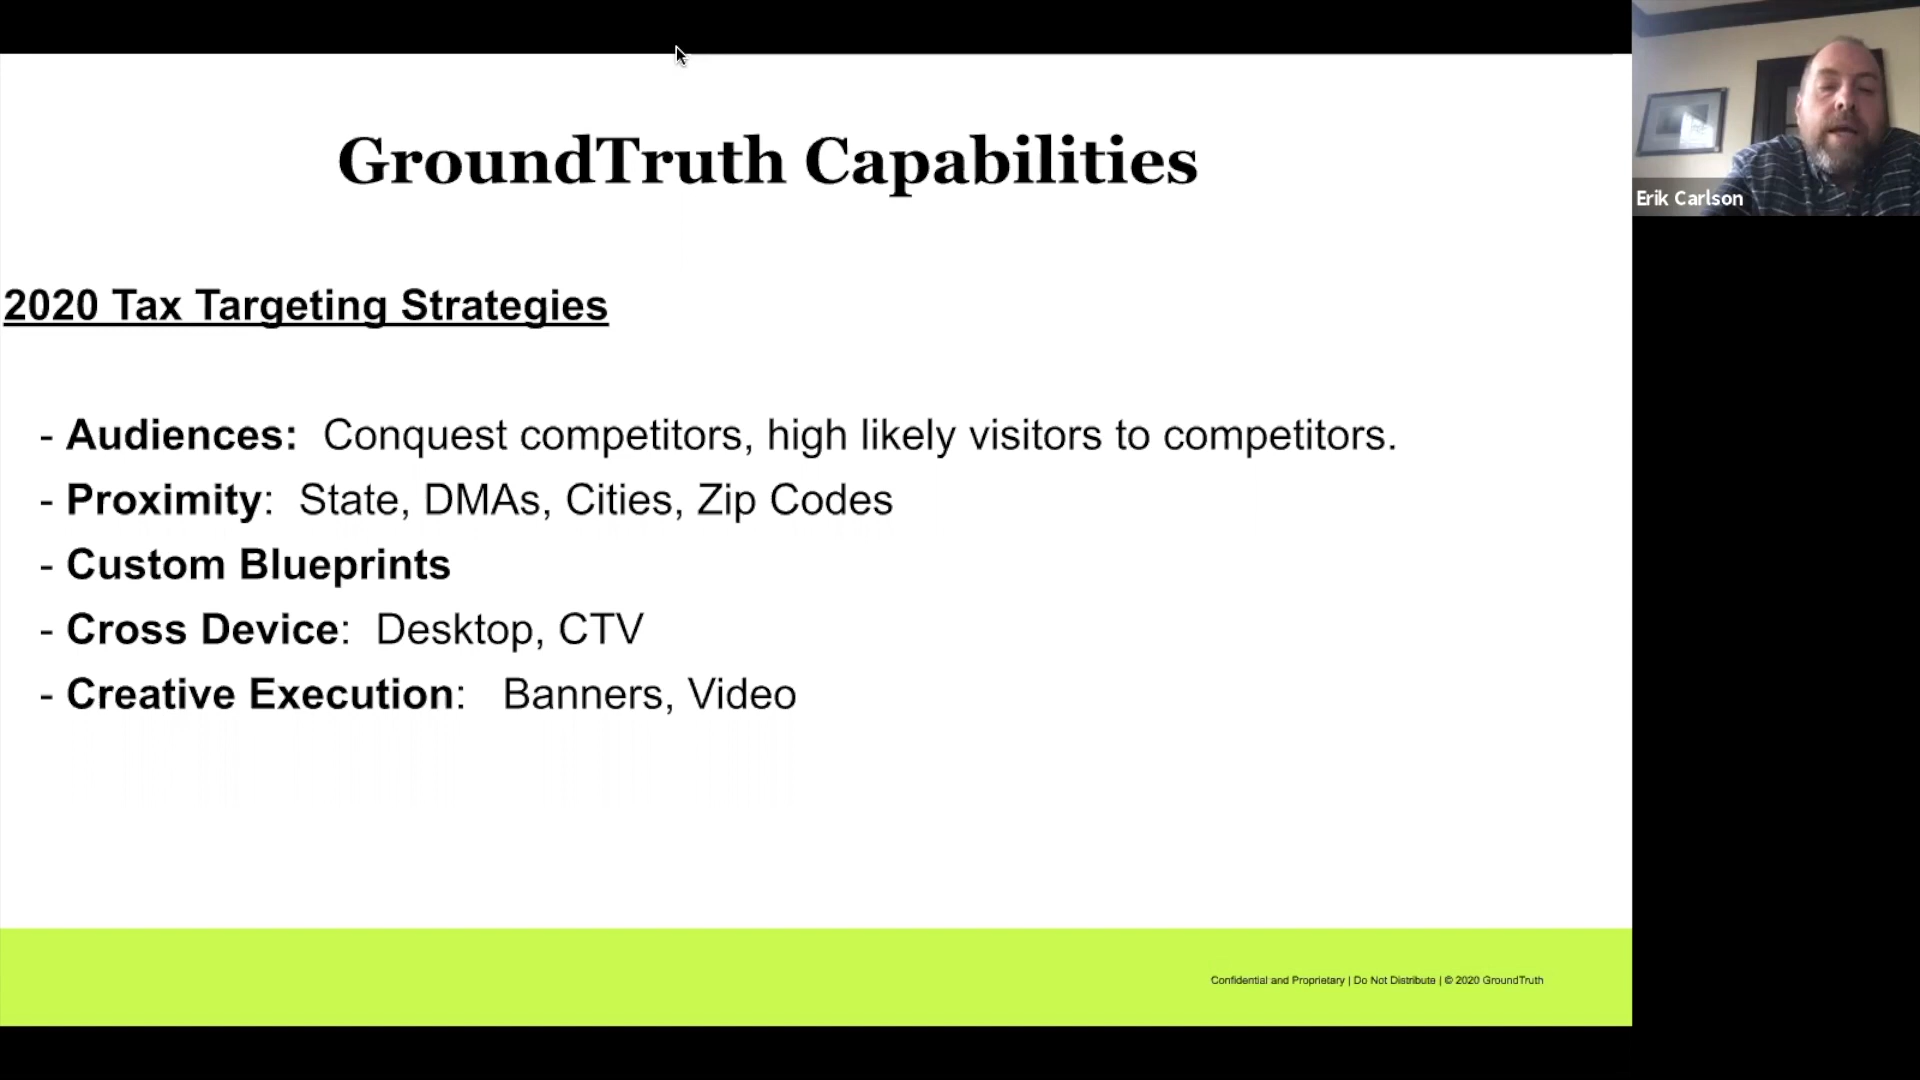 GroundTruth Capabilities
Erik Carlson
2020 Tax Targeting Strategies
- Audiences: Conquest competitors, high likely visitors to competitors.
- Proximity: State, DMAs, Cities, Zip Codes
- Custom Blueprints
- Cross Device: Desktop, CTV
- Creative Execution: Banners, Video
Confidential and Proprietary | Do Not Distribute | © 2020 GroundTruth